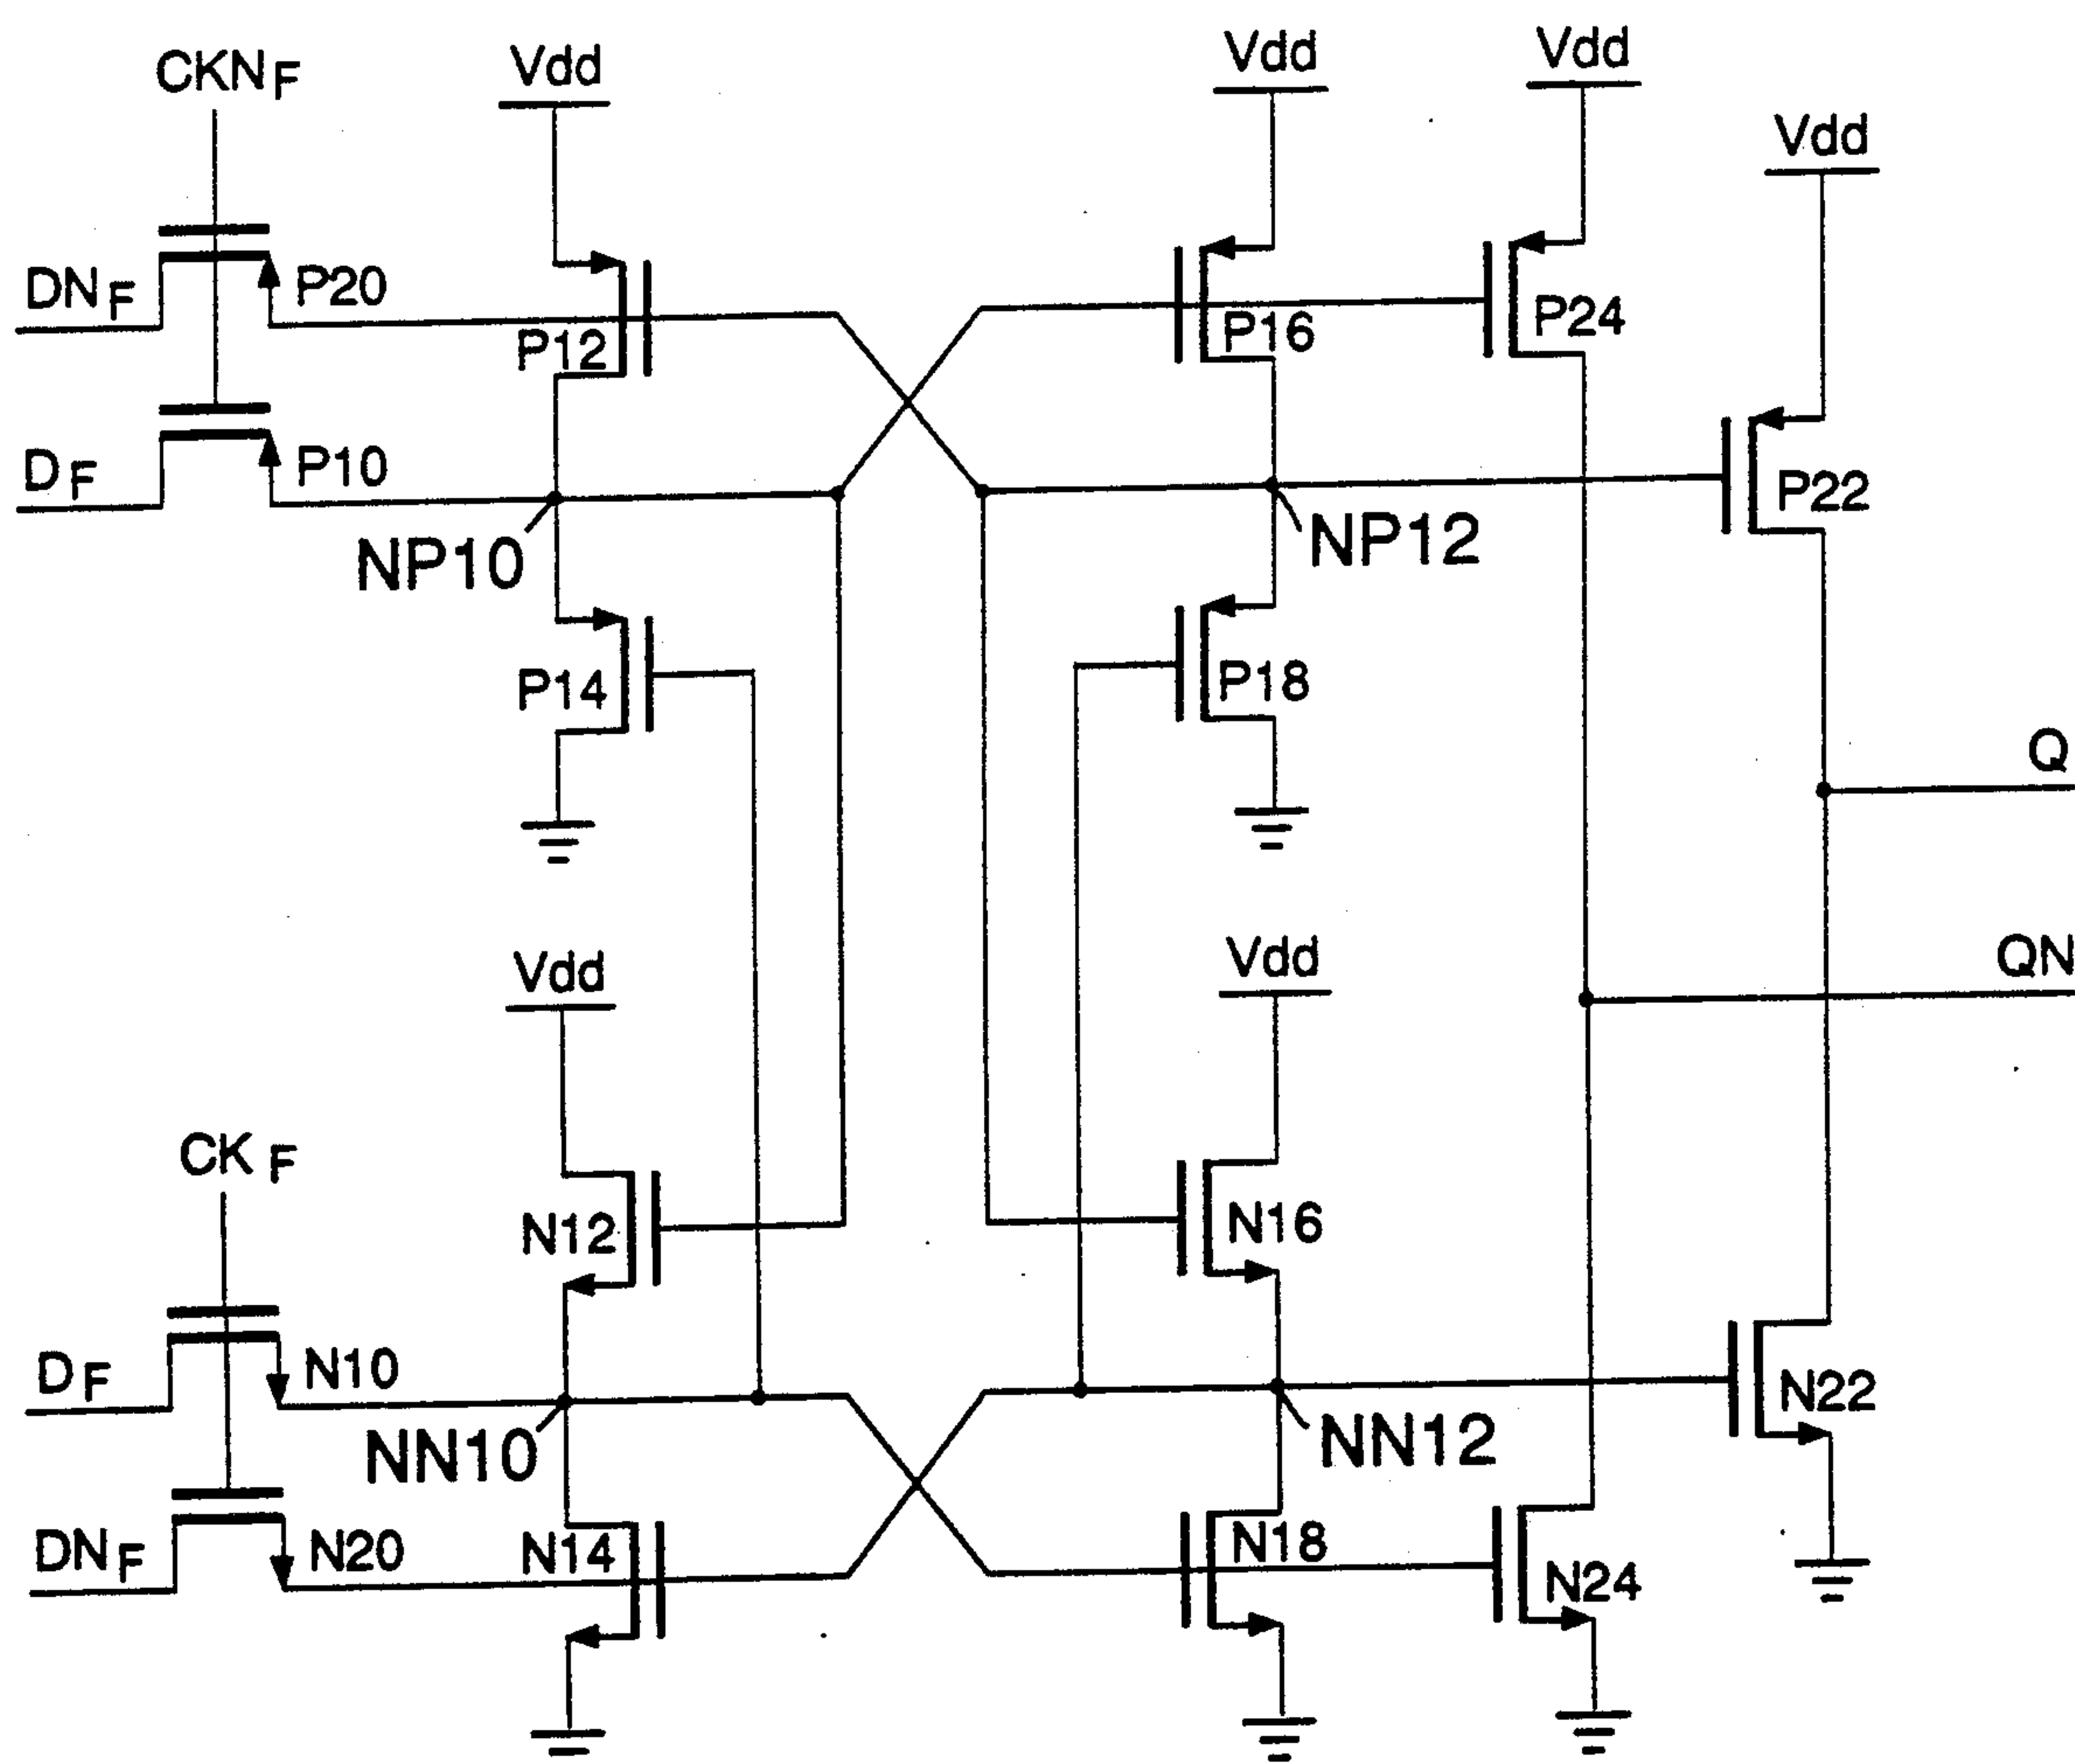 CKNF
Vdd
Vdd
Vdd
Vdd
DNF
P20
P12
P16
P24
DF
P10
P22
NP10
NP12
P14
P18
Q
Vdd
Vdd
QN
CKF
N12
N16
DF
N10
N22
NN10
NN12
DNF
N20
N14
N18
N24